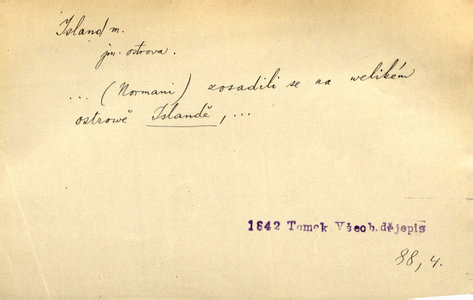 Island m.
jm. ostrova.
... (Normani) zosadili se na welikém
ostrowě Islandě, ...
1842 Tomek Všeob. dějepis
88, 4.